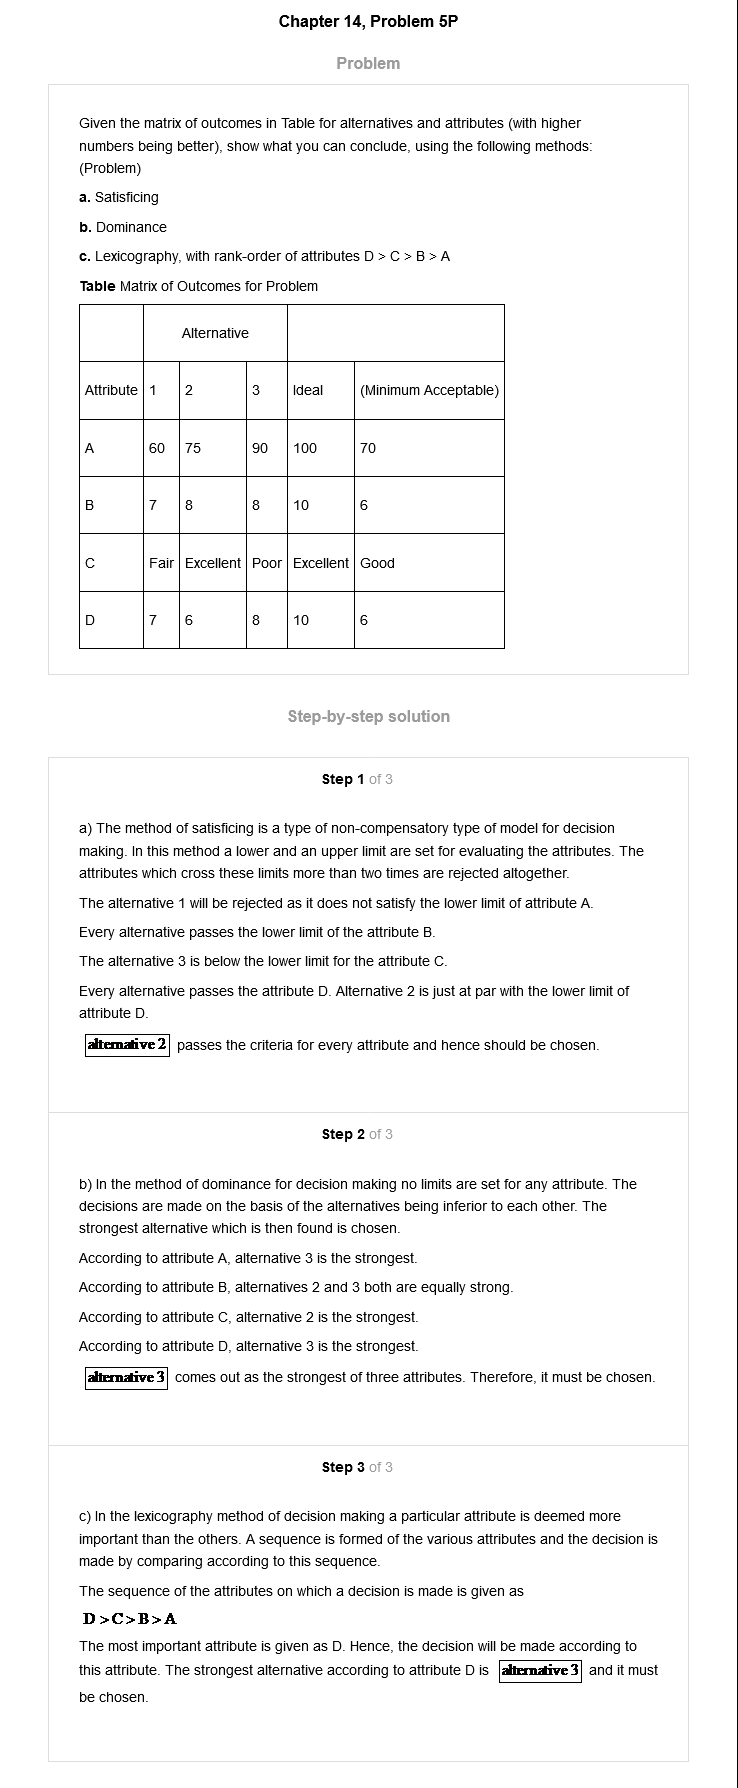 Chapter 14, Problem 5P
Problem
Given the matrix of outcomes in Table for alternatives and attributes (with higher
numbers being better), show what you can conclude, using the following methods:
(Problem)
a. Satisficing
b. Dominance
c. Lexicography, with rank-order of attributes D > C > B > A
Table Matrix of Outcomes for Problem
Alternative
Attribute 1 2 3 Ideal (Minimum Acceptable)
A 60 75 90 100 70
B 7 8 8 10 6
C Fair Excellent Poor Excellent Good
D 7 6 8 10 6
Step-by-step solution
Step 1 of 3
a) The method of satisficing is a type of non-compensatory type of model for decision
making. In this method a lower and an upper limit are set for evaluating the attributes. The
attributes which cross these limits more than two times are rejected altogether.
The alternative 1 will be rejected as it does not satisfy the lower limit of attribute A.
Every alternative passes the lower limit of the attribute B.
The alternative 3 is below the lower limit for the attribute C.
Every alternative passes the attribute D. Alternative 2 is just at par with the lower limit of
attribute D.
alternative 2 passes the criteria for every attribute and hence should be chosen.
Step 2 of 3
b) In the method of dominance for decision making no limits are set for any attribute. The
decisions are made on the basis of the alternatives being inferior to each other. The
strongest alternative which is then found is chosen.
According to attribute A, alternative 3 is the strongest.
According to attribute B, alternatives 2 and 3 both are equally strong.
According to attribute C, alternative 2 is the strongest.
According to attribute D, alternative 3 is the strongest.
alternative 3 comes out as the strongest of three attributes. Therefore, it must be chosen.
Step 3 of 3
c) In the lexicography method of decision making a particular attribute is deemed more
important than the others. A sequence is formed of the various attributes and the decision is
made by comparing according to this sequence.
The sequence of the attributes on which a decision is made is given as
D > C > B > A
The most important attribute is given as D. Hence, the decision will be made according to
this attribute. The strongest alternative according to attribute D is alternative 3 and it must
be chosen.